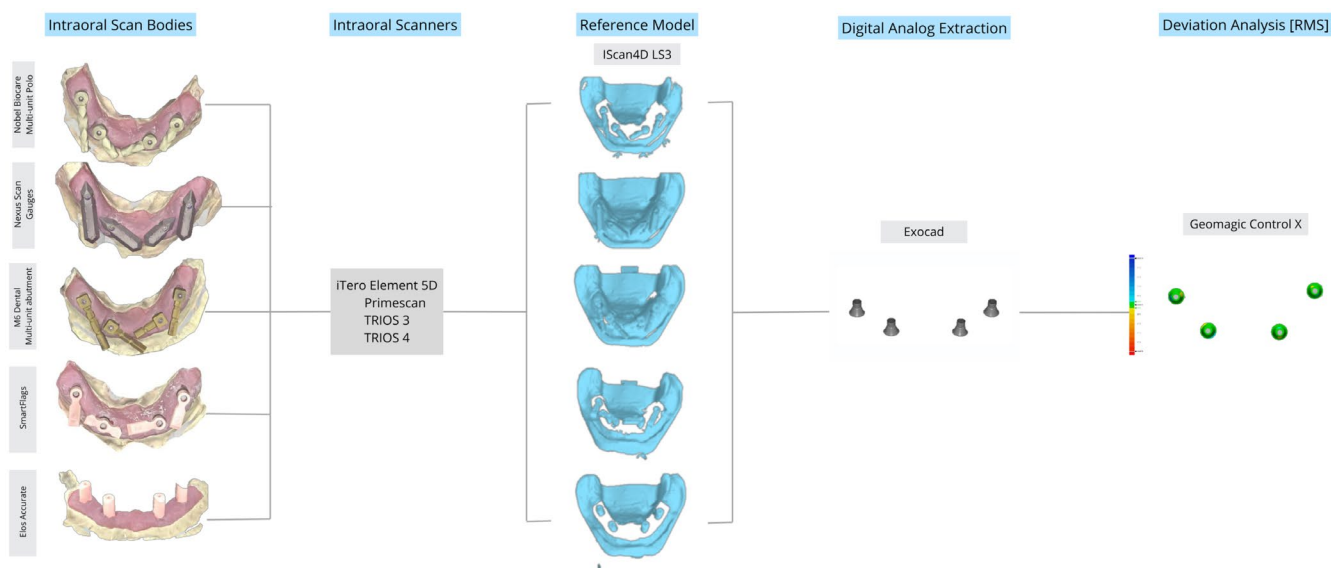 Intraoral Scan Bodies
Intraoral Scanners
Reference Model
Digital Analog Extraction
Deviation Analysis [RMS]
IScan4D LS3
Nobel Biocare
Multi-unit Polo
Nexus Scan
Gauges
M6 Dental
Multi-unit abutment
SmartFlags
Elos Accurate
iTero Element 5D
Primescan
TRIOS 3
TRIOS 4
Exocad
Geomagic Control X